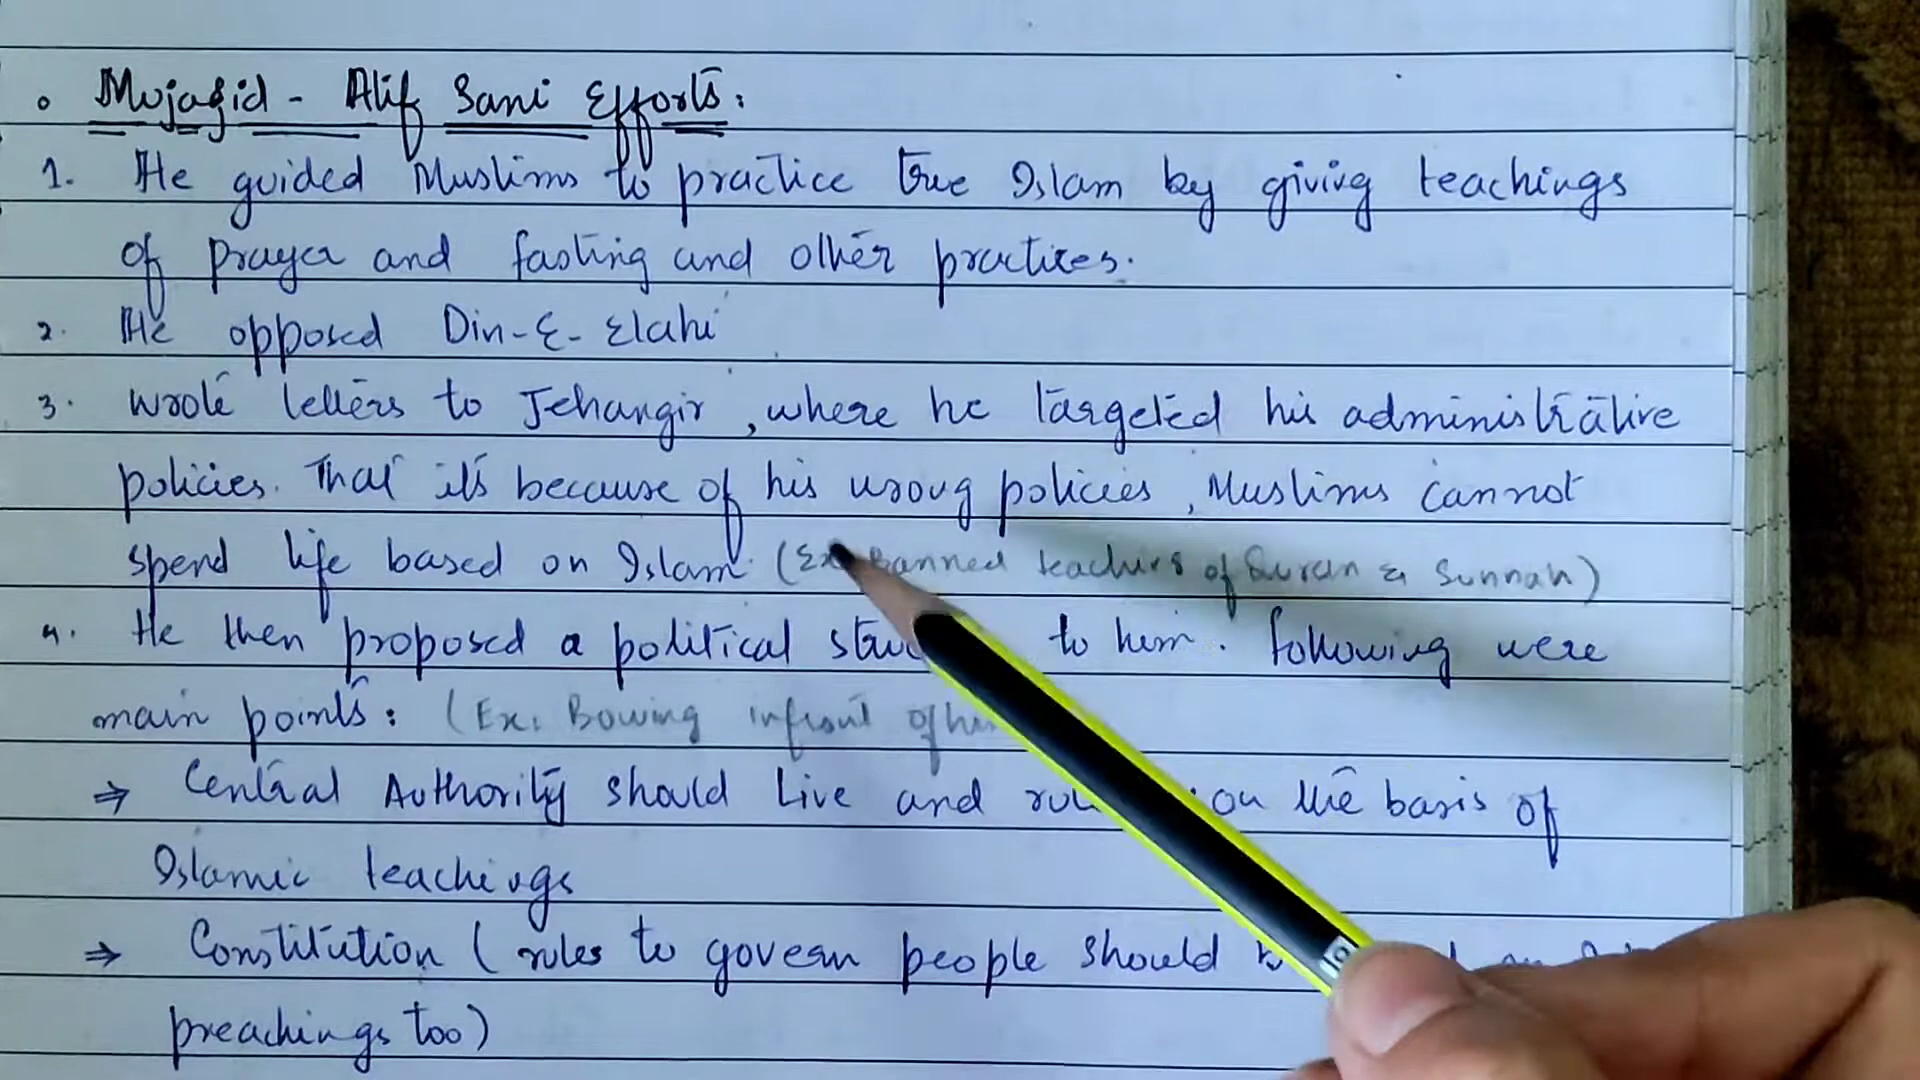 Mujadid - Alif Sani Efforts:
1. He guided Muslims to practice true Islam by giving teachings
of Prayer and fasting and other practices.
2. He opposed Din-E-Elahi
3. Wrote letters to Jehangir, where he targeted his administrative
policies. That it's because of his wrong policies, Muslims cannot
spend life based on Islam. (Ex: Banned teachings of Quran & Sunnah)
4. He then proposed a political to him. Following were
main points: (Ex: Bowing infront of
⇒ Central Authority should Live and on the basis of
Islamic teachings
⇒ Constitution (rules to govern people should
preachings too)